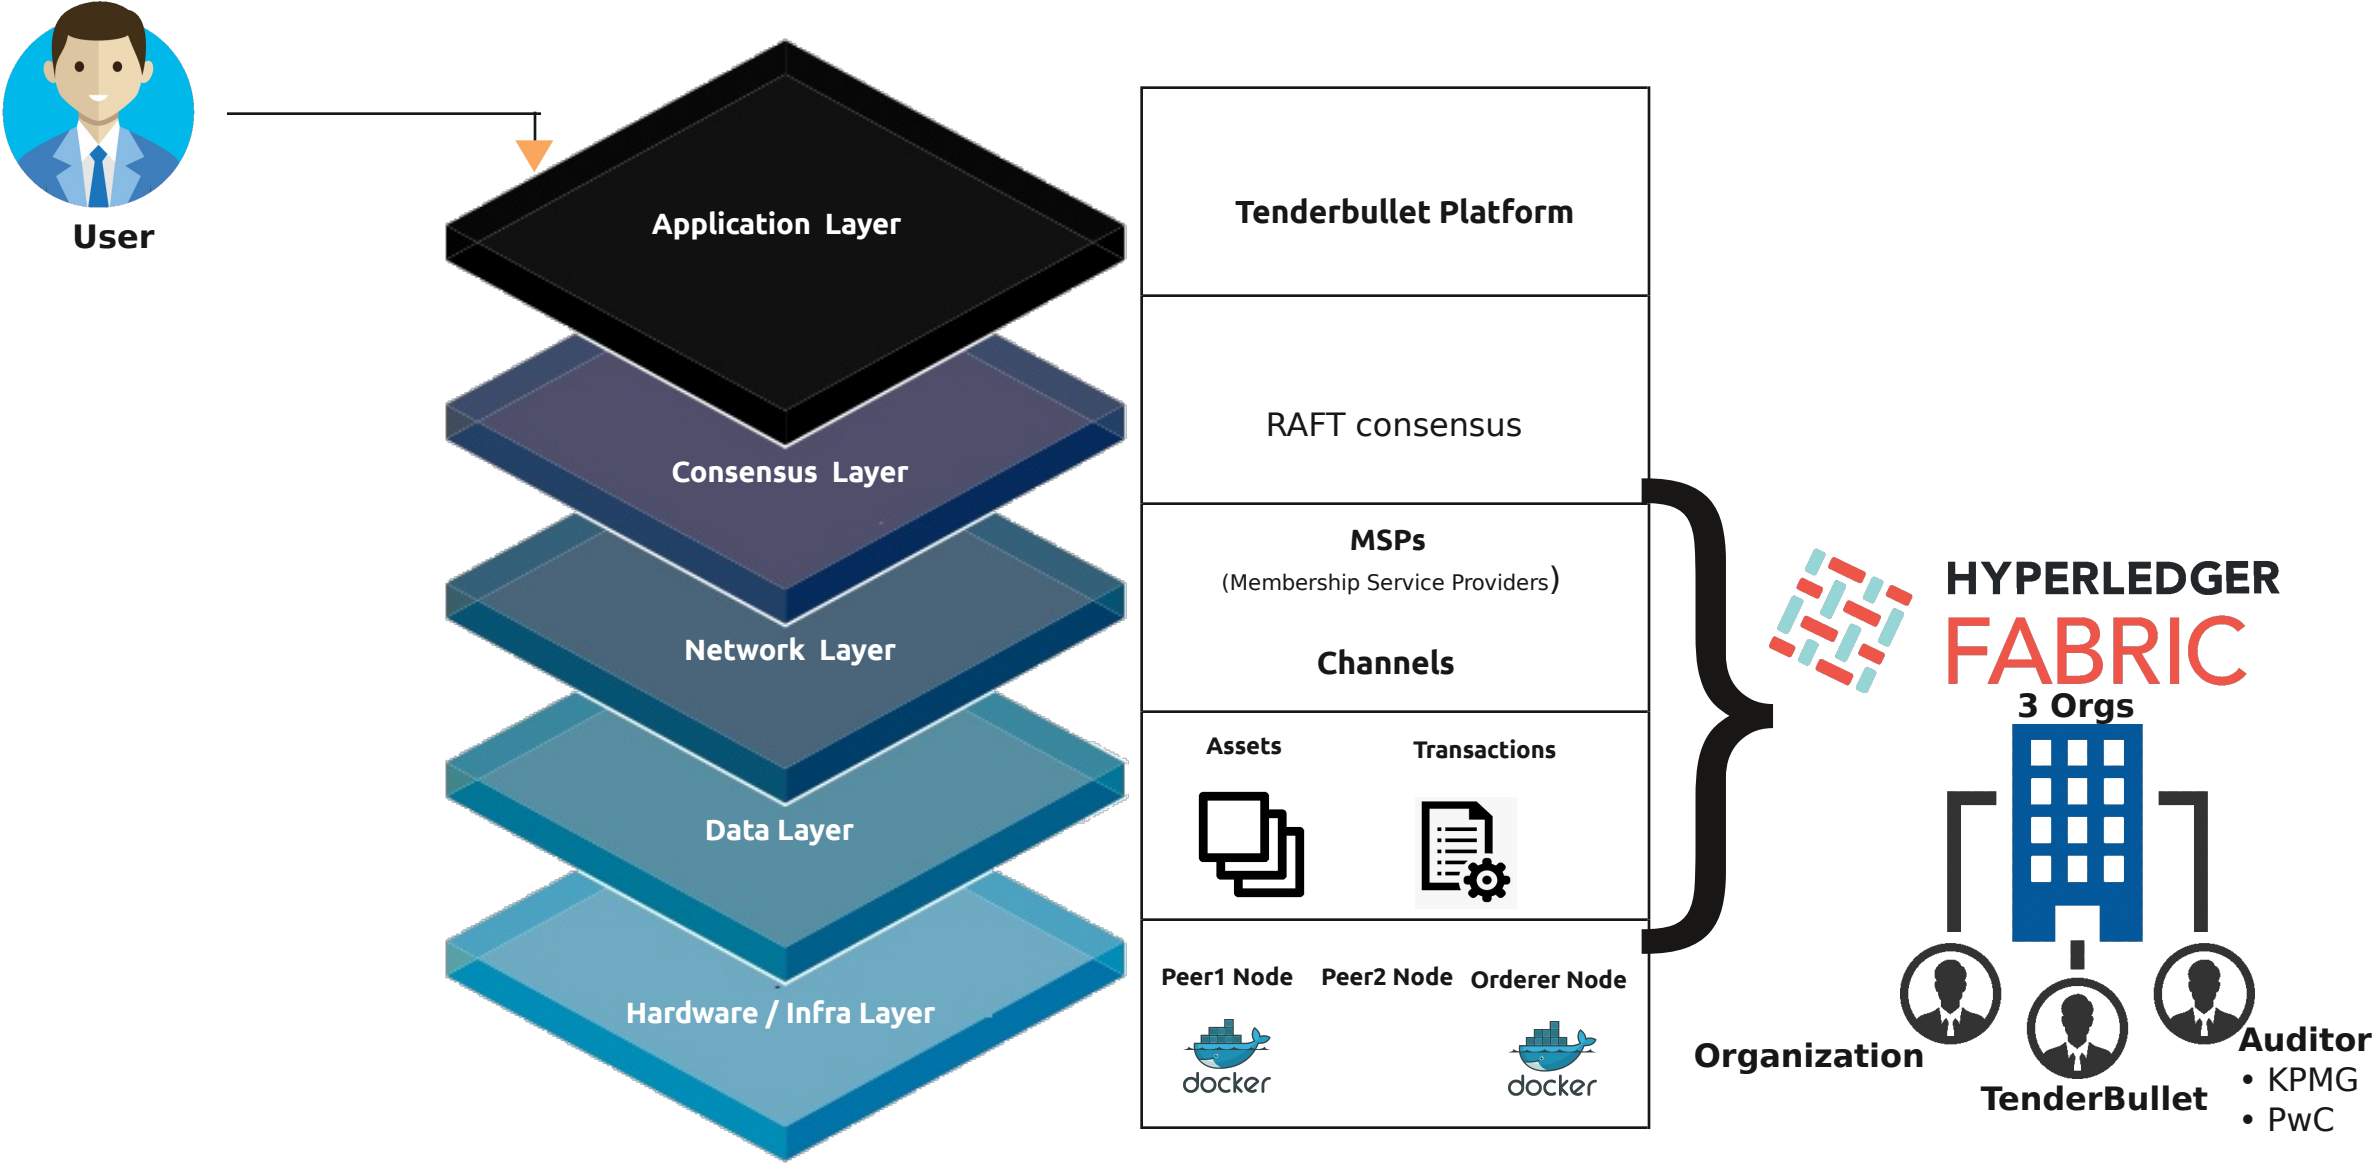 User
Application Layer
Tenderbullet Platform
Consensus Layer
RAFT consensus
Network Layer
MSPs
(Membership Service Providers)
Channels
Data Layer
Assets
Transactions
Hardware / Infra Layer
Peer1 Node
Peer2 Node
Orderer Node
docker
docker
HYPERLEDGER
FABRIC
3 Orgs
Organization
TenderBullet
Auditor
• KPMG
• PwC